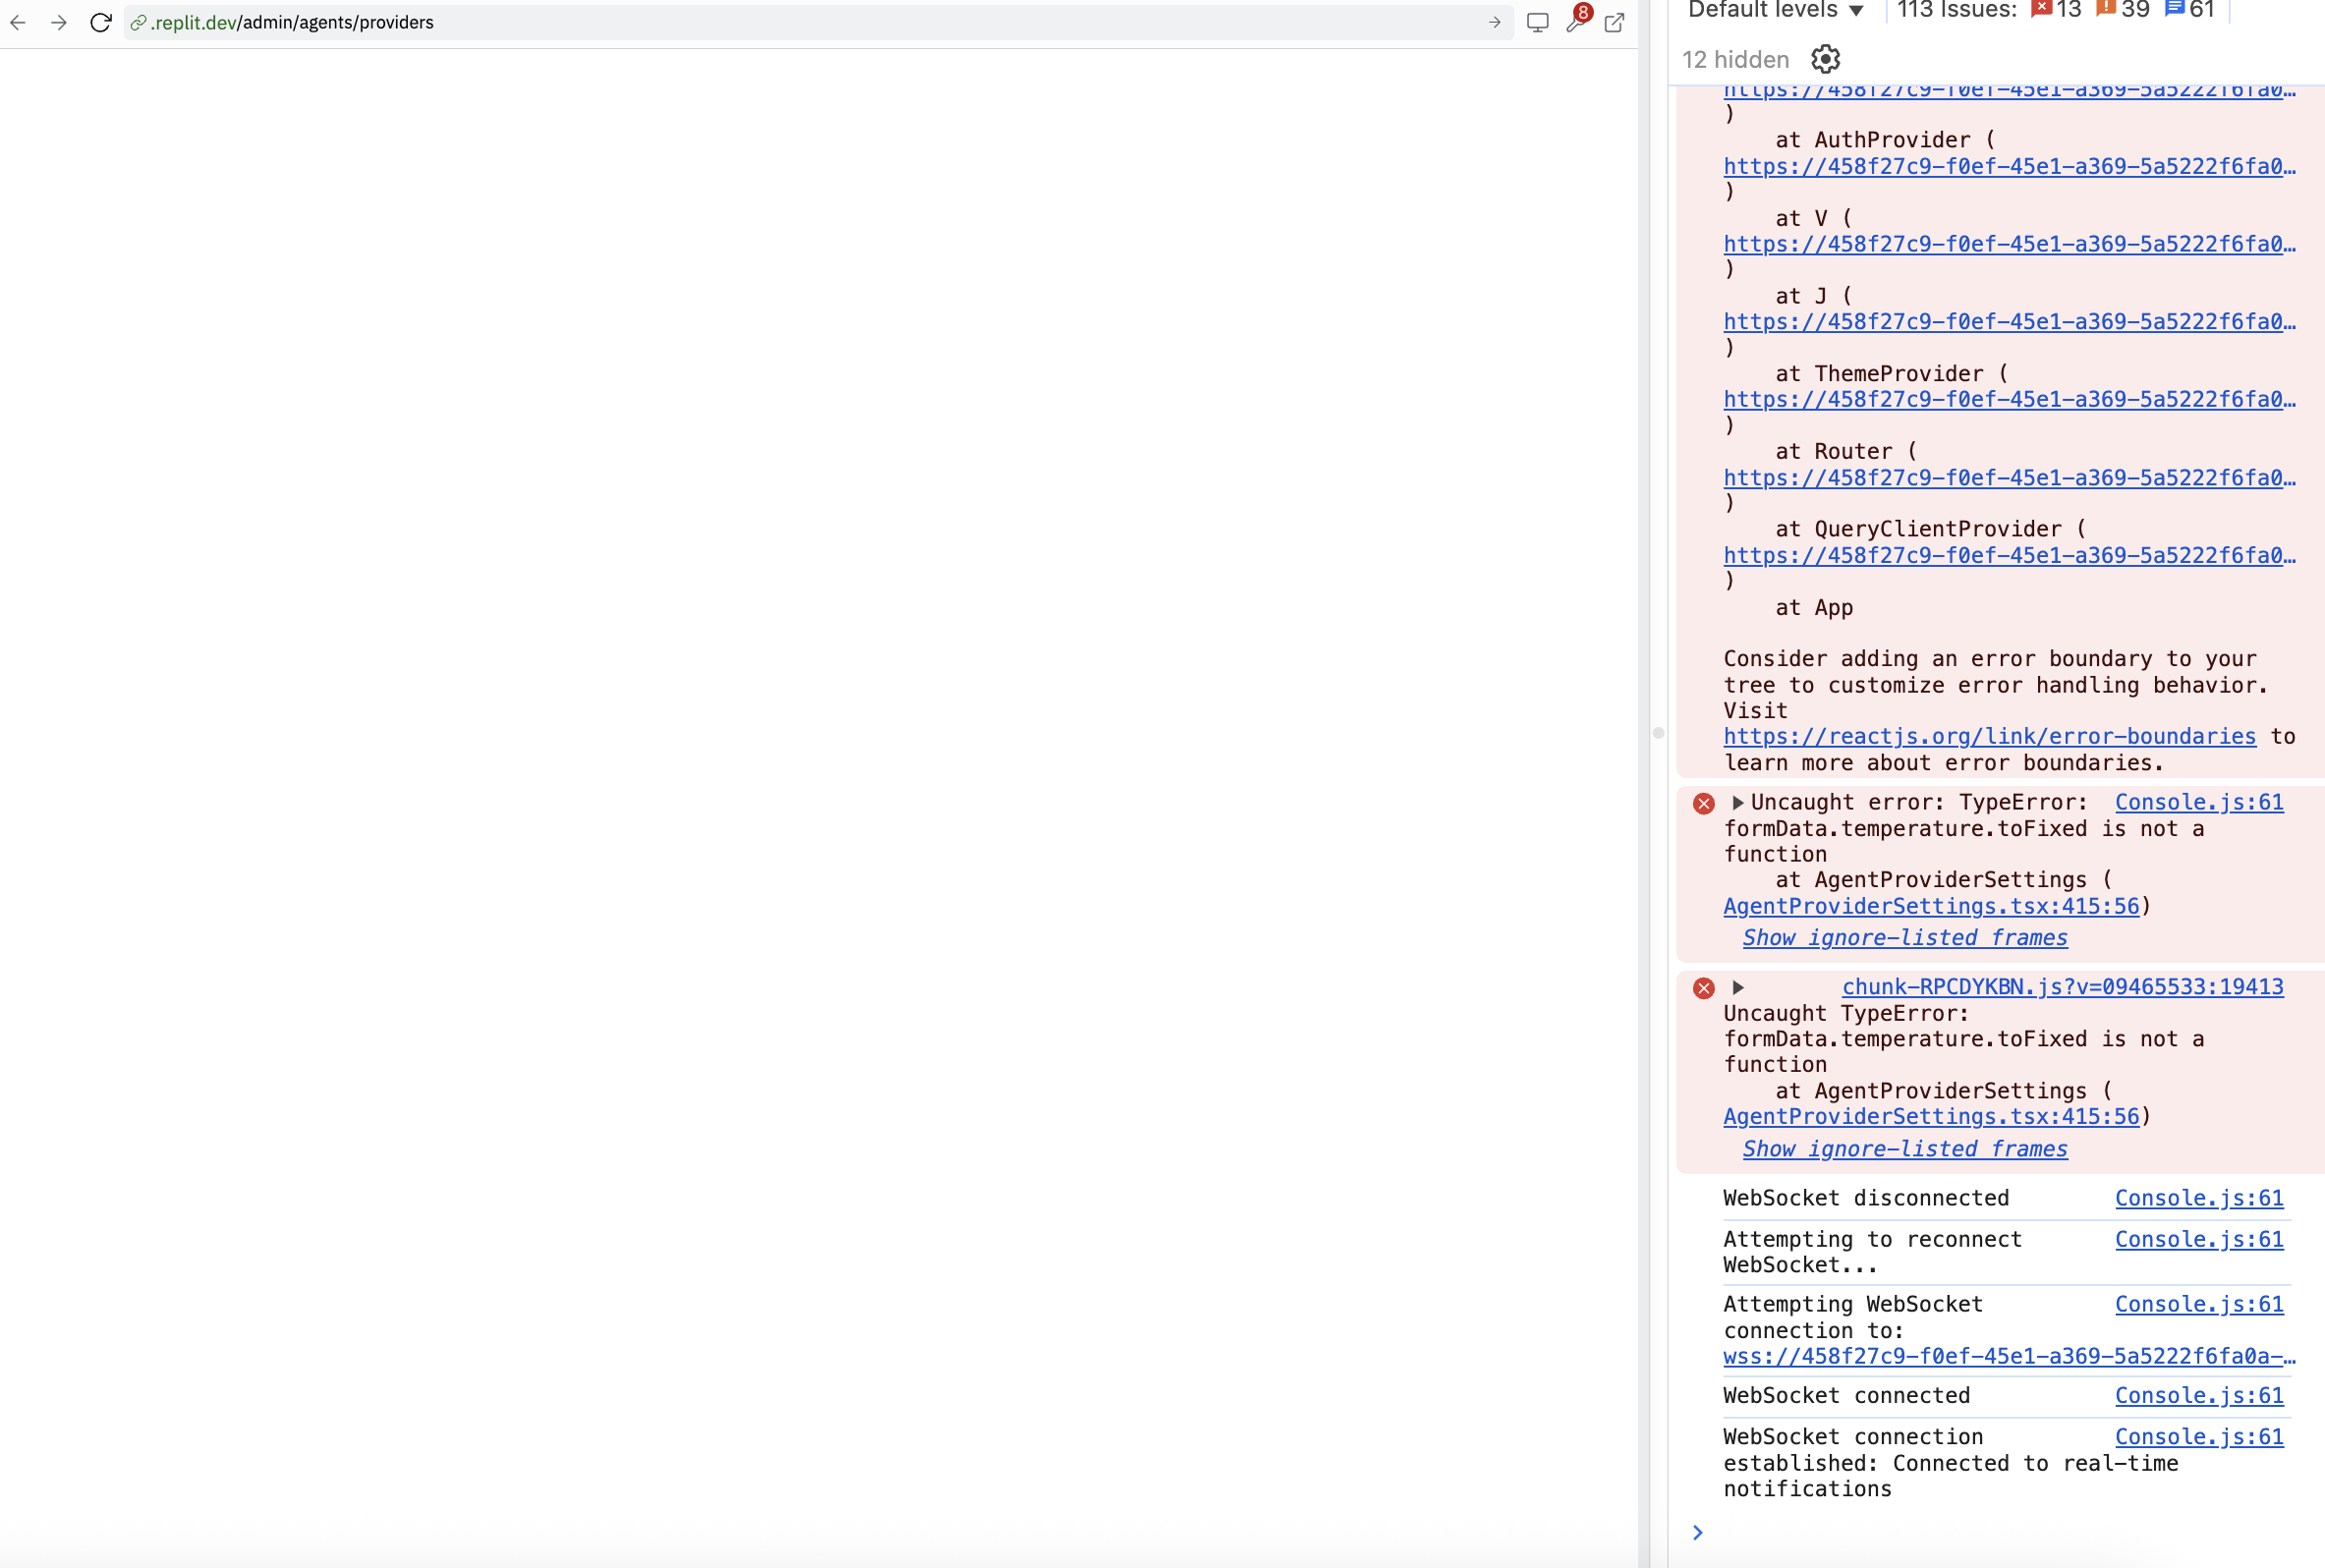 .replit.dev/admin/agents/providers
8
Default levels
113 Issues: 13 39 61
12 hidden
https://458f27c9-f0ef-45e1-a369-5a5222f6fa0…
)
at AuthProvider (
https://458f27c9-f0ef-45e1-a369-5a5222f6fa0…
)
at V (
https://458f27c9-f0ef-45e1-a369-5a5222f6fa0…
)
at J (
https://458f27c9-f0ef-45e1-a369-5a5222f6fa0…
)
at ThemeProvider (
https://458f27c9-f0ef-45e1-a369-5a5222f6fa0…
)
at Router (
https://458f27c9-f0ef-45e1-a369-5a5222f6fa0…
)
at QueryClientProvider (
https://458f27c9-f0ef-45e1-a369-5a5222f6fa0…
)
at App
Consider adding an error boundary to your
tree to customize error handling behavior.
Visit
https://reactjs.org/link/error-boundaries to
learn more about error boundaries.
Uncaught error: TypeError: Console.js:61
formData.temperature.toFixed is not a
function
at AgentProviderSettings (
AgentProviderSettings.tsx:415:56)
Show ignore-listed frames
chunk-RPCDYKBN.js?v=09465533:19413
Uncaught TypeError:
formData.temperature.toFixed is not a
function
at AgentProviderSettings (
AgentProviderSettings.tsx:415:56)
Show ignore-listed frames
WebSocket disconnected Console.js:61
Attempting to reconnect Console.js:61
WebSocket...
Attempting WebSocket Console.js:61
connection to:
wss://458f27c9-f0ef-45e1-a369-5a5222f6fa0a-…
WebSocket connected Console.js:61
WebSocket connection Console.js:61
established: Connected to real-time
notifications